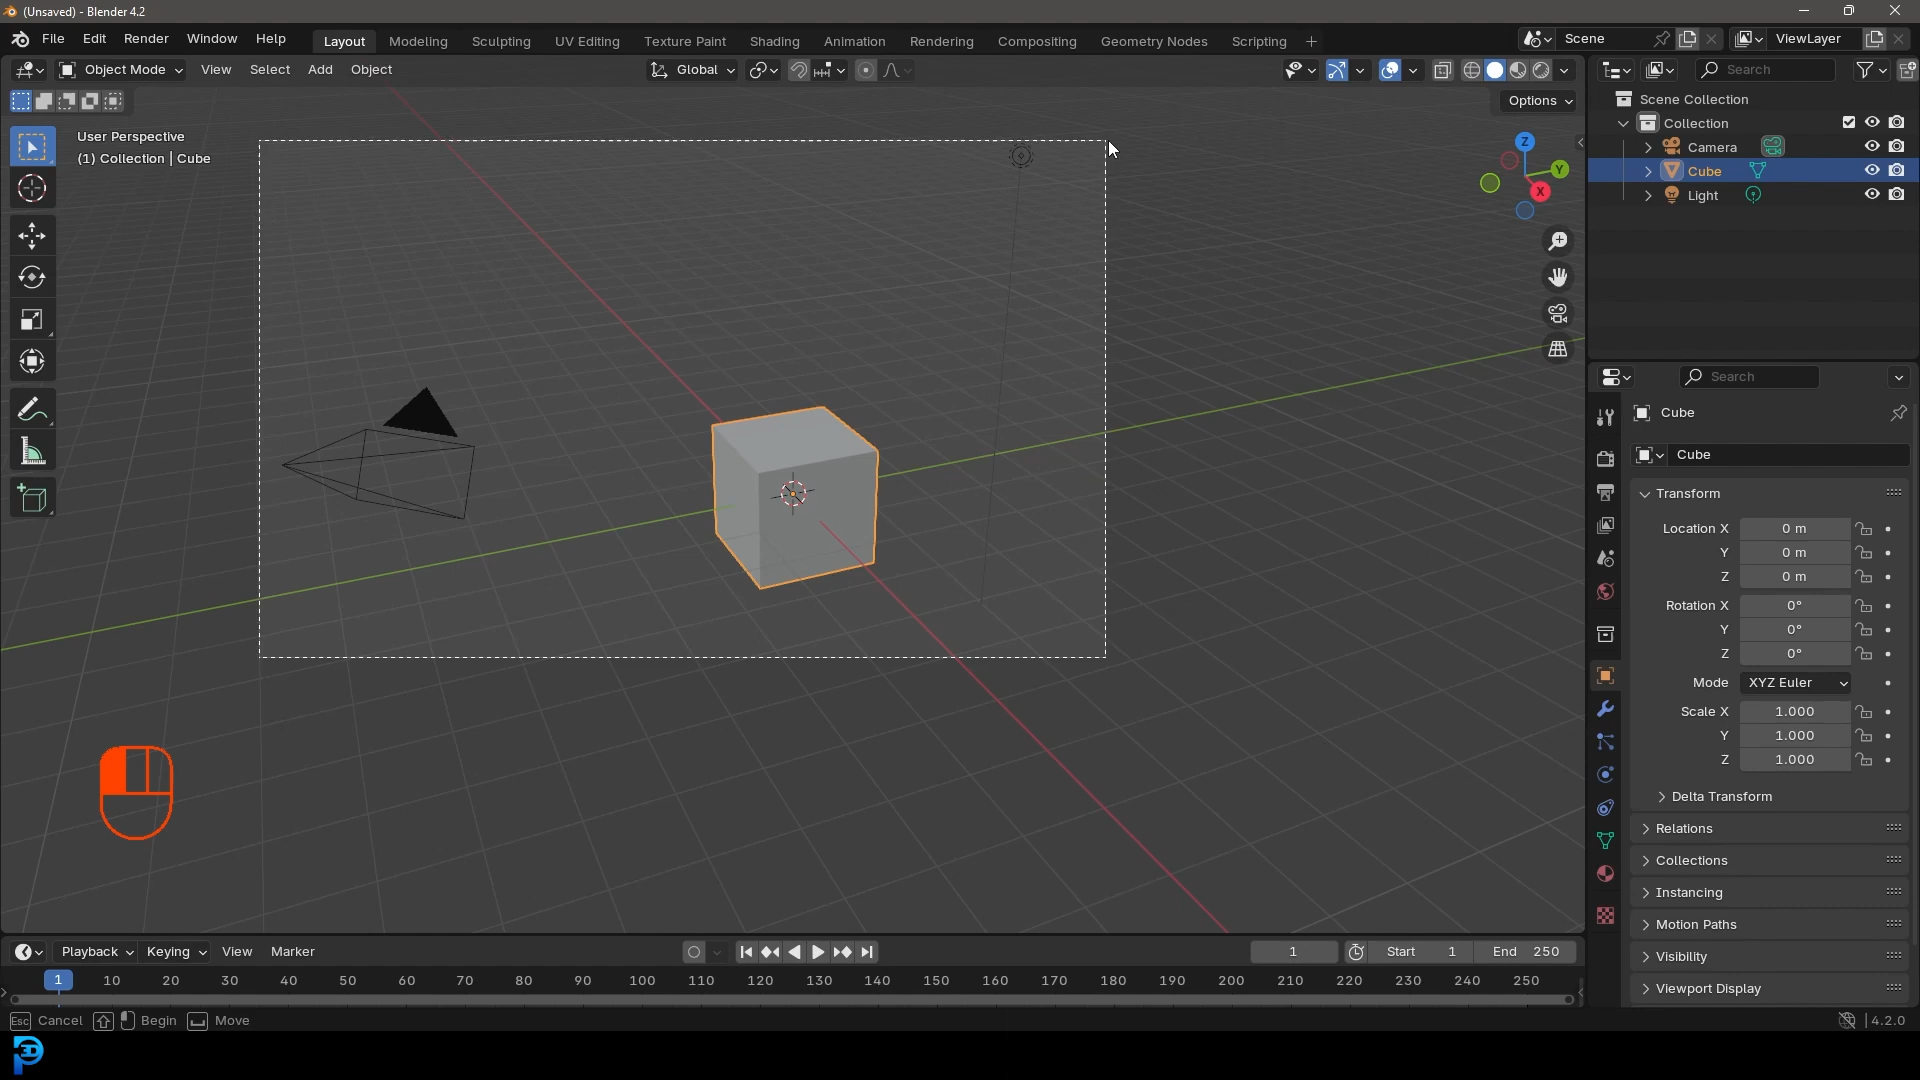 (Unsaved) - Blender 4.2
File Edit Render Window Help Layout Modeling Sculpting UV Editing Texture Paint Shading Animation Rendering Compositing Geometry Nodes Scripting + Scene ViewLayer
Object Mode View Select Add Object Global Search
Options
User Perspective
(1) Collection | Cube
Z
Y
X
Scene Collection
Collection
Camera
Cube
Light
Search
Cube
Cube
Transform
Location X 0 m
Y 0 m
Z 0 m
Rotation X 0°
Y 0°
Z 0°
Mode XYZ Euler
Scale X 1.000
Y 1.000
Z 1.000
Delta Transform
Relations
Collections
Instancing
Motion Paths
Visibility
Viewport Display
Playback Keying View Marker 1 Start 1 End 250
1 10 20 30 40 50 60 70 80 90 100 110 120 130 140 150 160 170 180 190 200 210 220 230 240 250
Esc Cancel Begin Move 4.2.0
3D